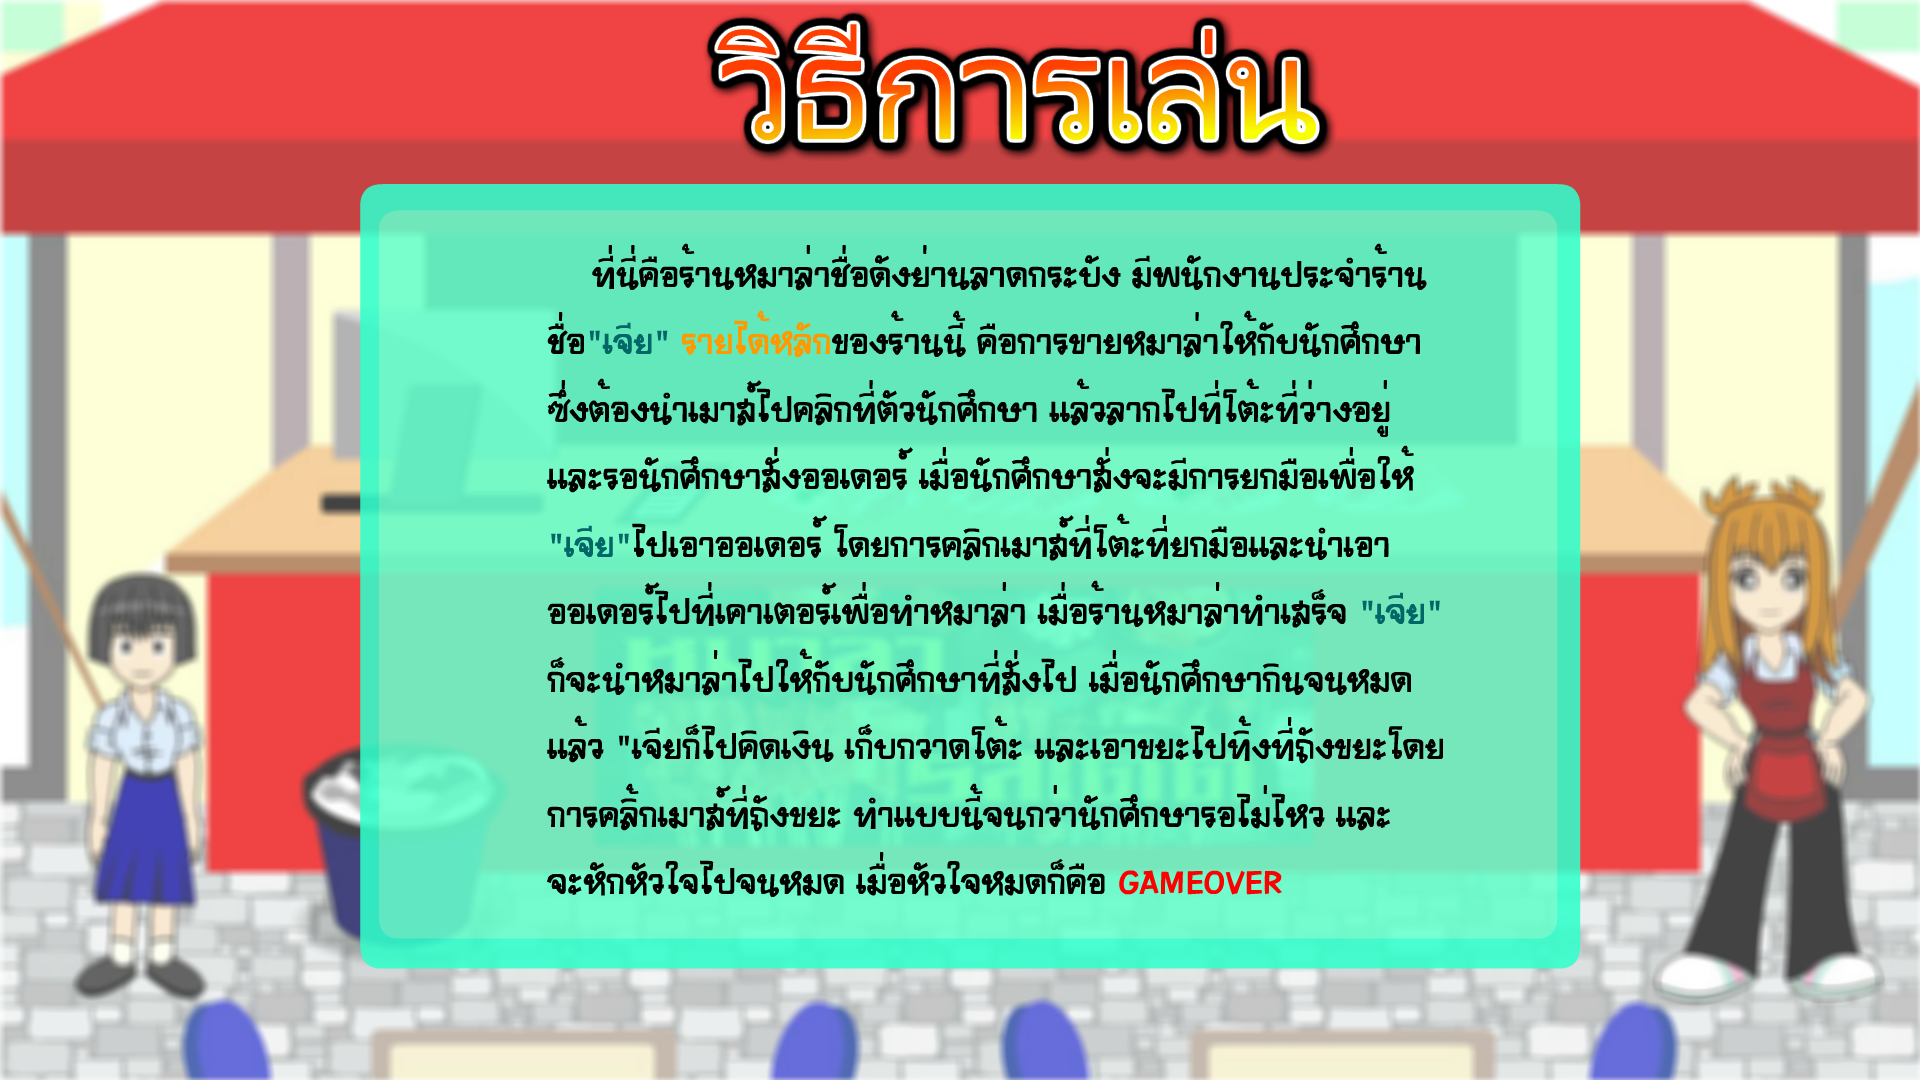 วิธีการเล่น
ที่นี่คือร้านหมาล่าชื่อดังย่านลาดกระบัง มีพนักงานประจำร้าน
ชื่อ"เจีย" รายได้หลักของร้านนี้ คือการขายหมาล่าให้กับนักศึกษา
ซึ่งต้องนำเมาส์ไปคลิกที่ตัวนักศึกษา แล้วลากไปที่โต้ะที่ว่างอยู่
และรอนักศึกษาสั่งออเดอร์ เมื่อนักศึกษาสั่งจะมีการยกมือเพื่อให้
"เจีย"ไปเอาออเดอร์ โดยการคลิกเมาส์ที่โต้ะที่ยกมือและนำเอา
ออเดอร์ไปที่เคาเตอร์เพื่อทำหมาล่า เมื่อร้านหมาล่าทำเสร็จ "เจีย"
ก็จะนำหมาล่าไปให้กับนักศึกษาที่สั่งไป เมื่อนักศึกษากินจนหมด
แล้ว "เจียก็ไปคิดเงิน เก็บกวาดโต้ะ และเอาขยะไปทิ้งที่ถังขยะโดย
การคลิ้กเมาส์ที่ถังขยะ ทำแบบนี้จนกว่านักศึกษารอไม่ไหว และ
จะหักหัวใจไปจนหมด เมื่อหัวใจหมดก็คือ GAMEOVER